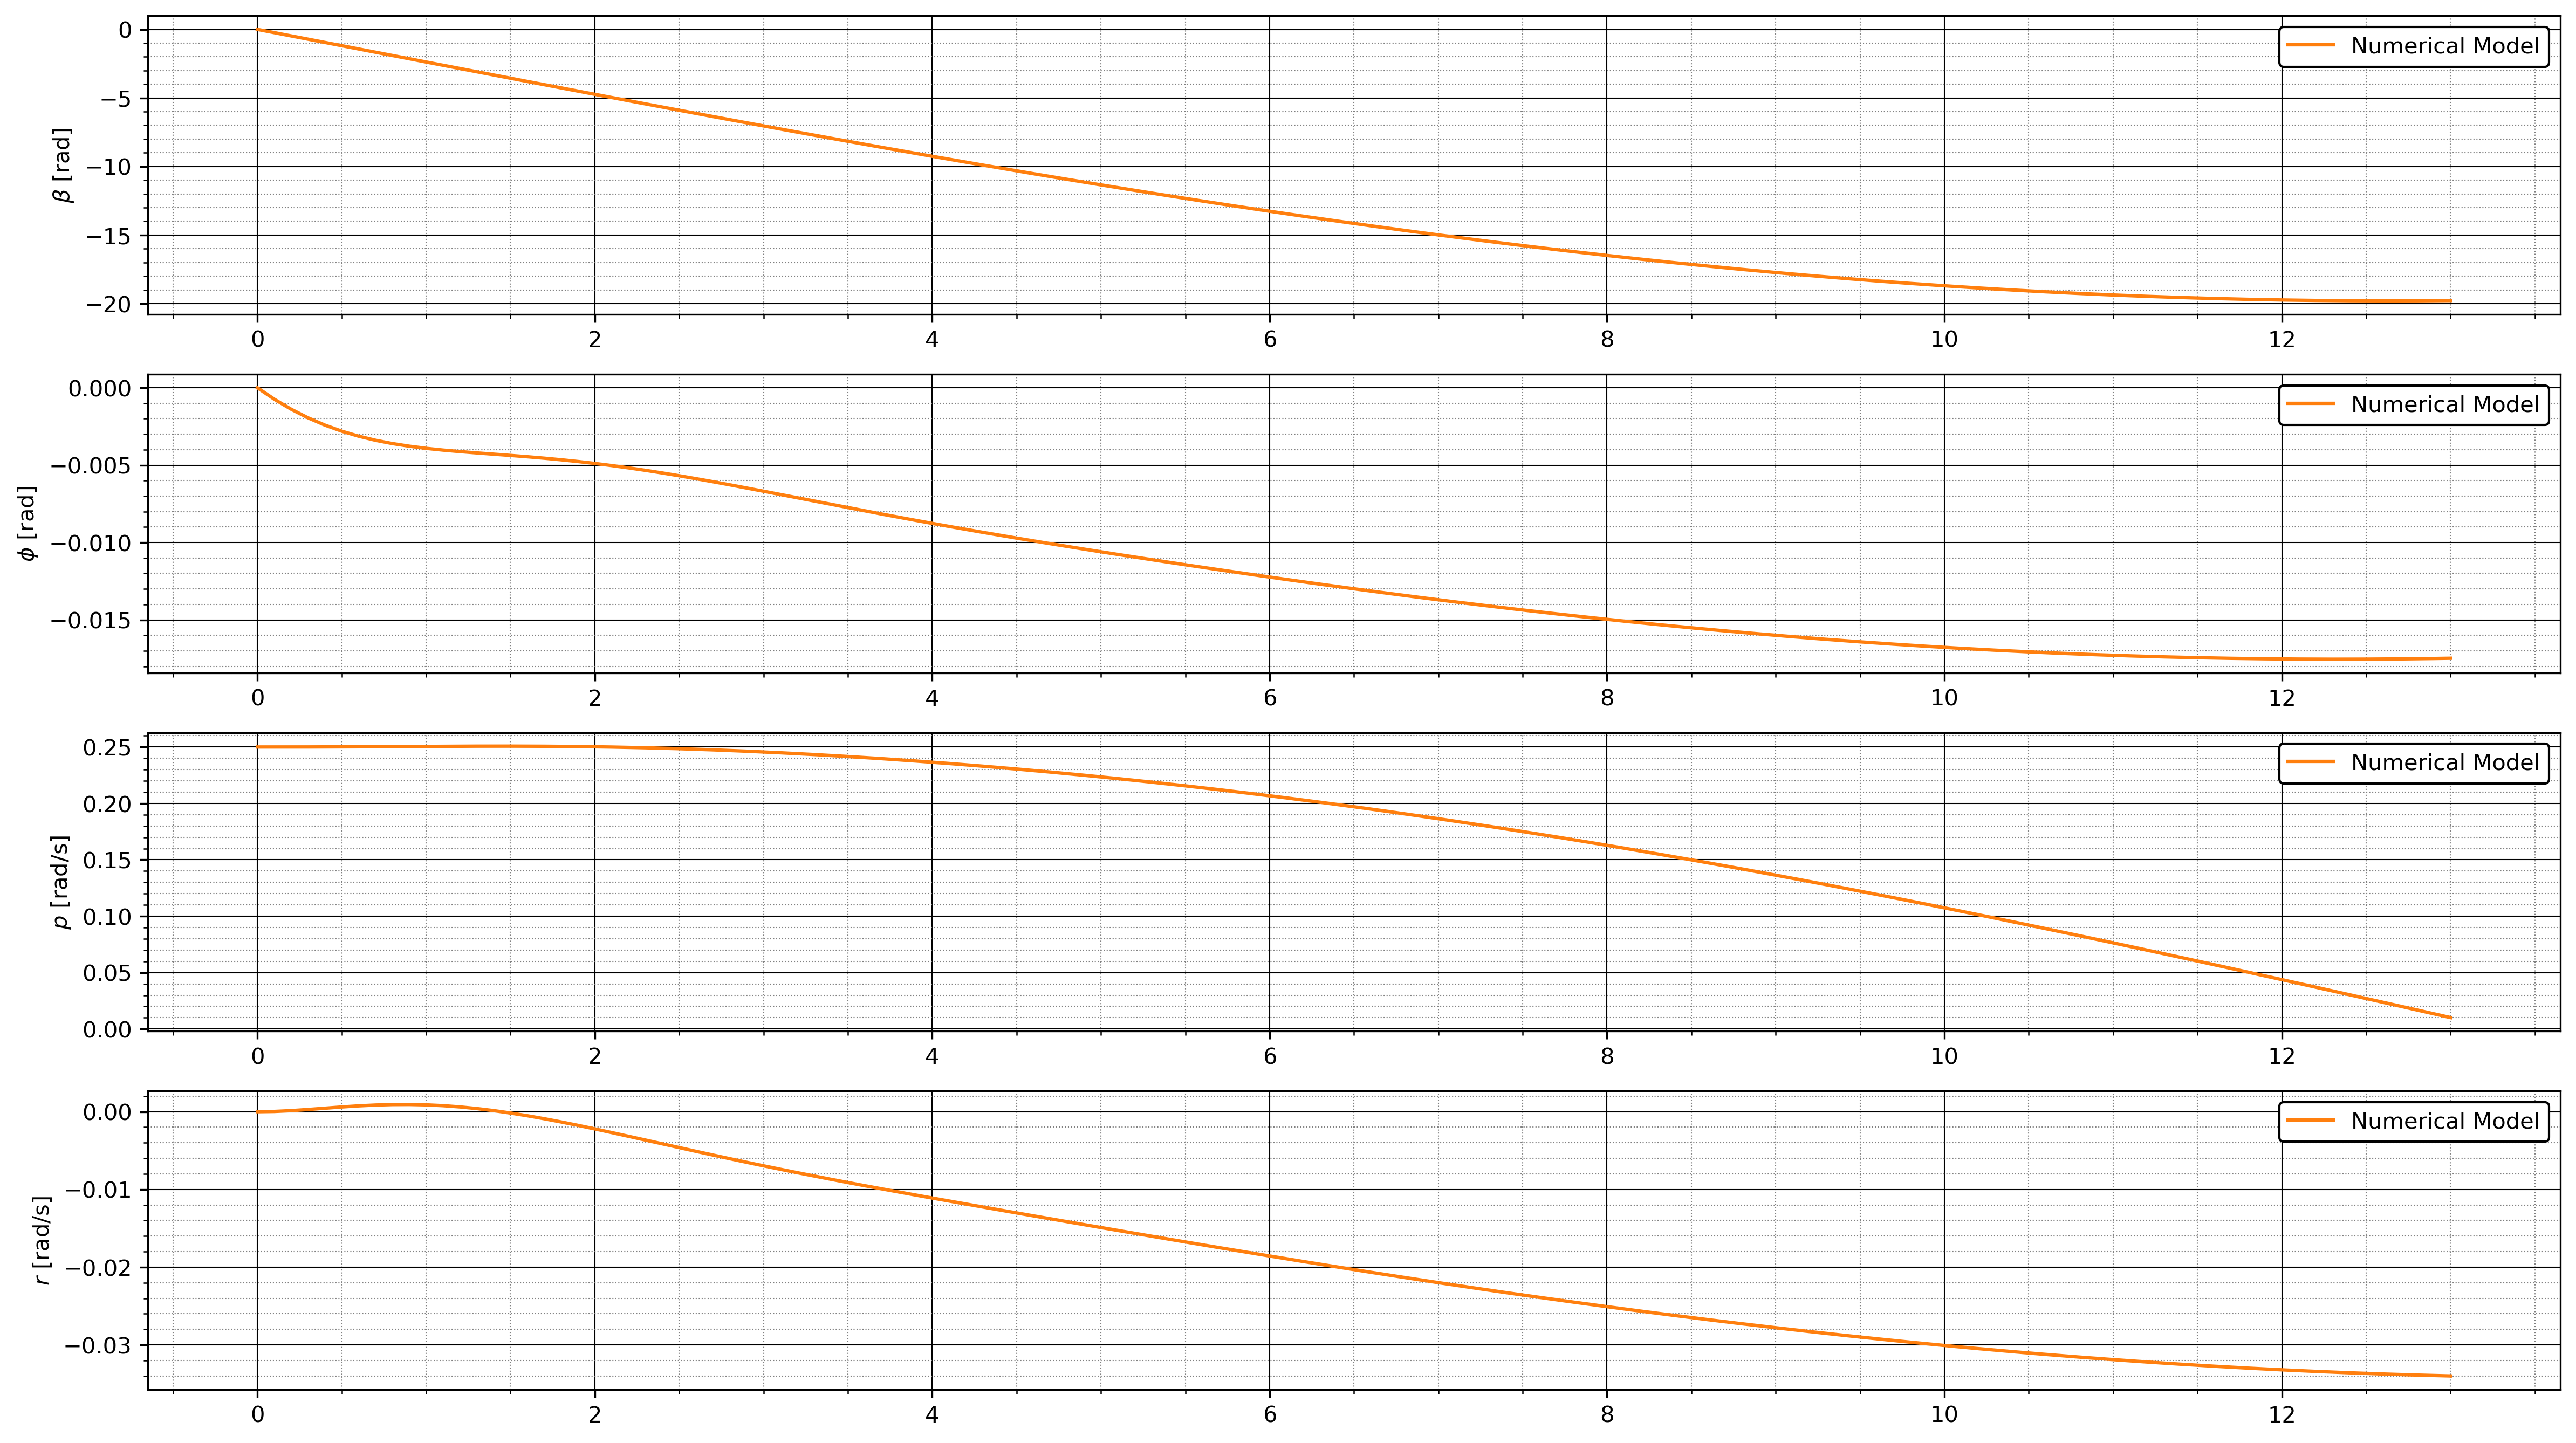 β [rad]
0
−5
−10
−15
−20
Numerical Model
0 2 4 6 8 10 12
ϕ [rad]
0.000
−0.005
−0.010
−0.015
Numerical Model
0 2 4 6 8 10 12
p [rad/s]
0.25
0.20
0.15
0.10
0.05
0.00
Numerical Model
0 2 4 6 8 10 12
r [rad/s]
0.00
−0.01
−0.02
−0.03
Numerical Model
0 2 4 6 8 10 12